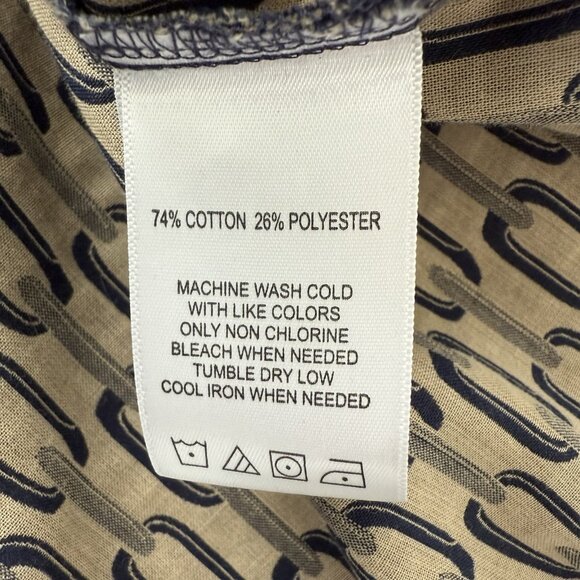 74% COTTON 26% POLYESTER
MACHINE WASH COLD
WITH LIKE COLORS
ONLY NON CHLORINE
BLEACH WHEN NEEDED
TUMBLE DRY LOW
COOL IRON WHEN NEEDED